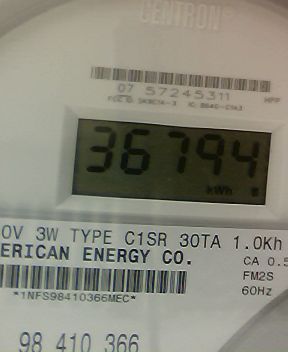 CENTRON
07 57245311
36794
kWh
0V 3W TYPE C1SR 30TA 1.0Kh
ERICAN ENERGY CO.
CA 0.5
FM2S
*1NFS98410366MEC*
60Hz
98 410 366